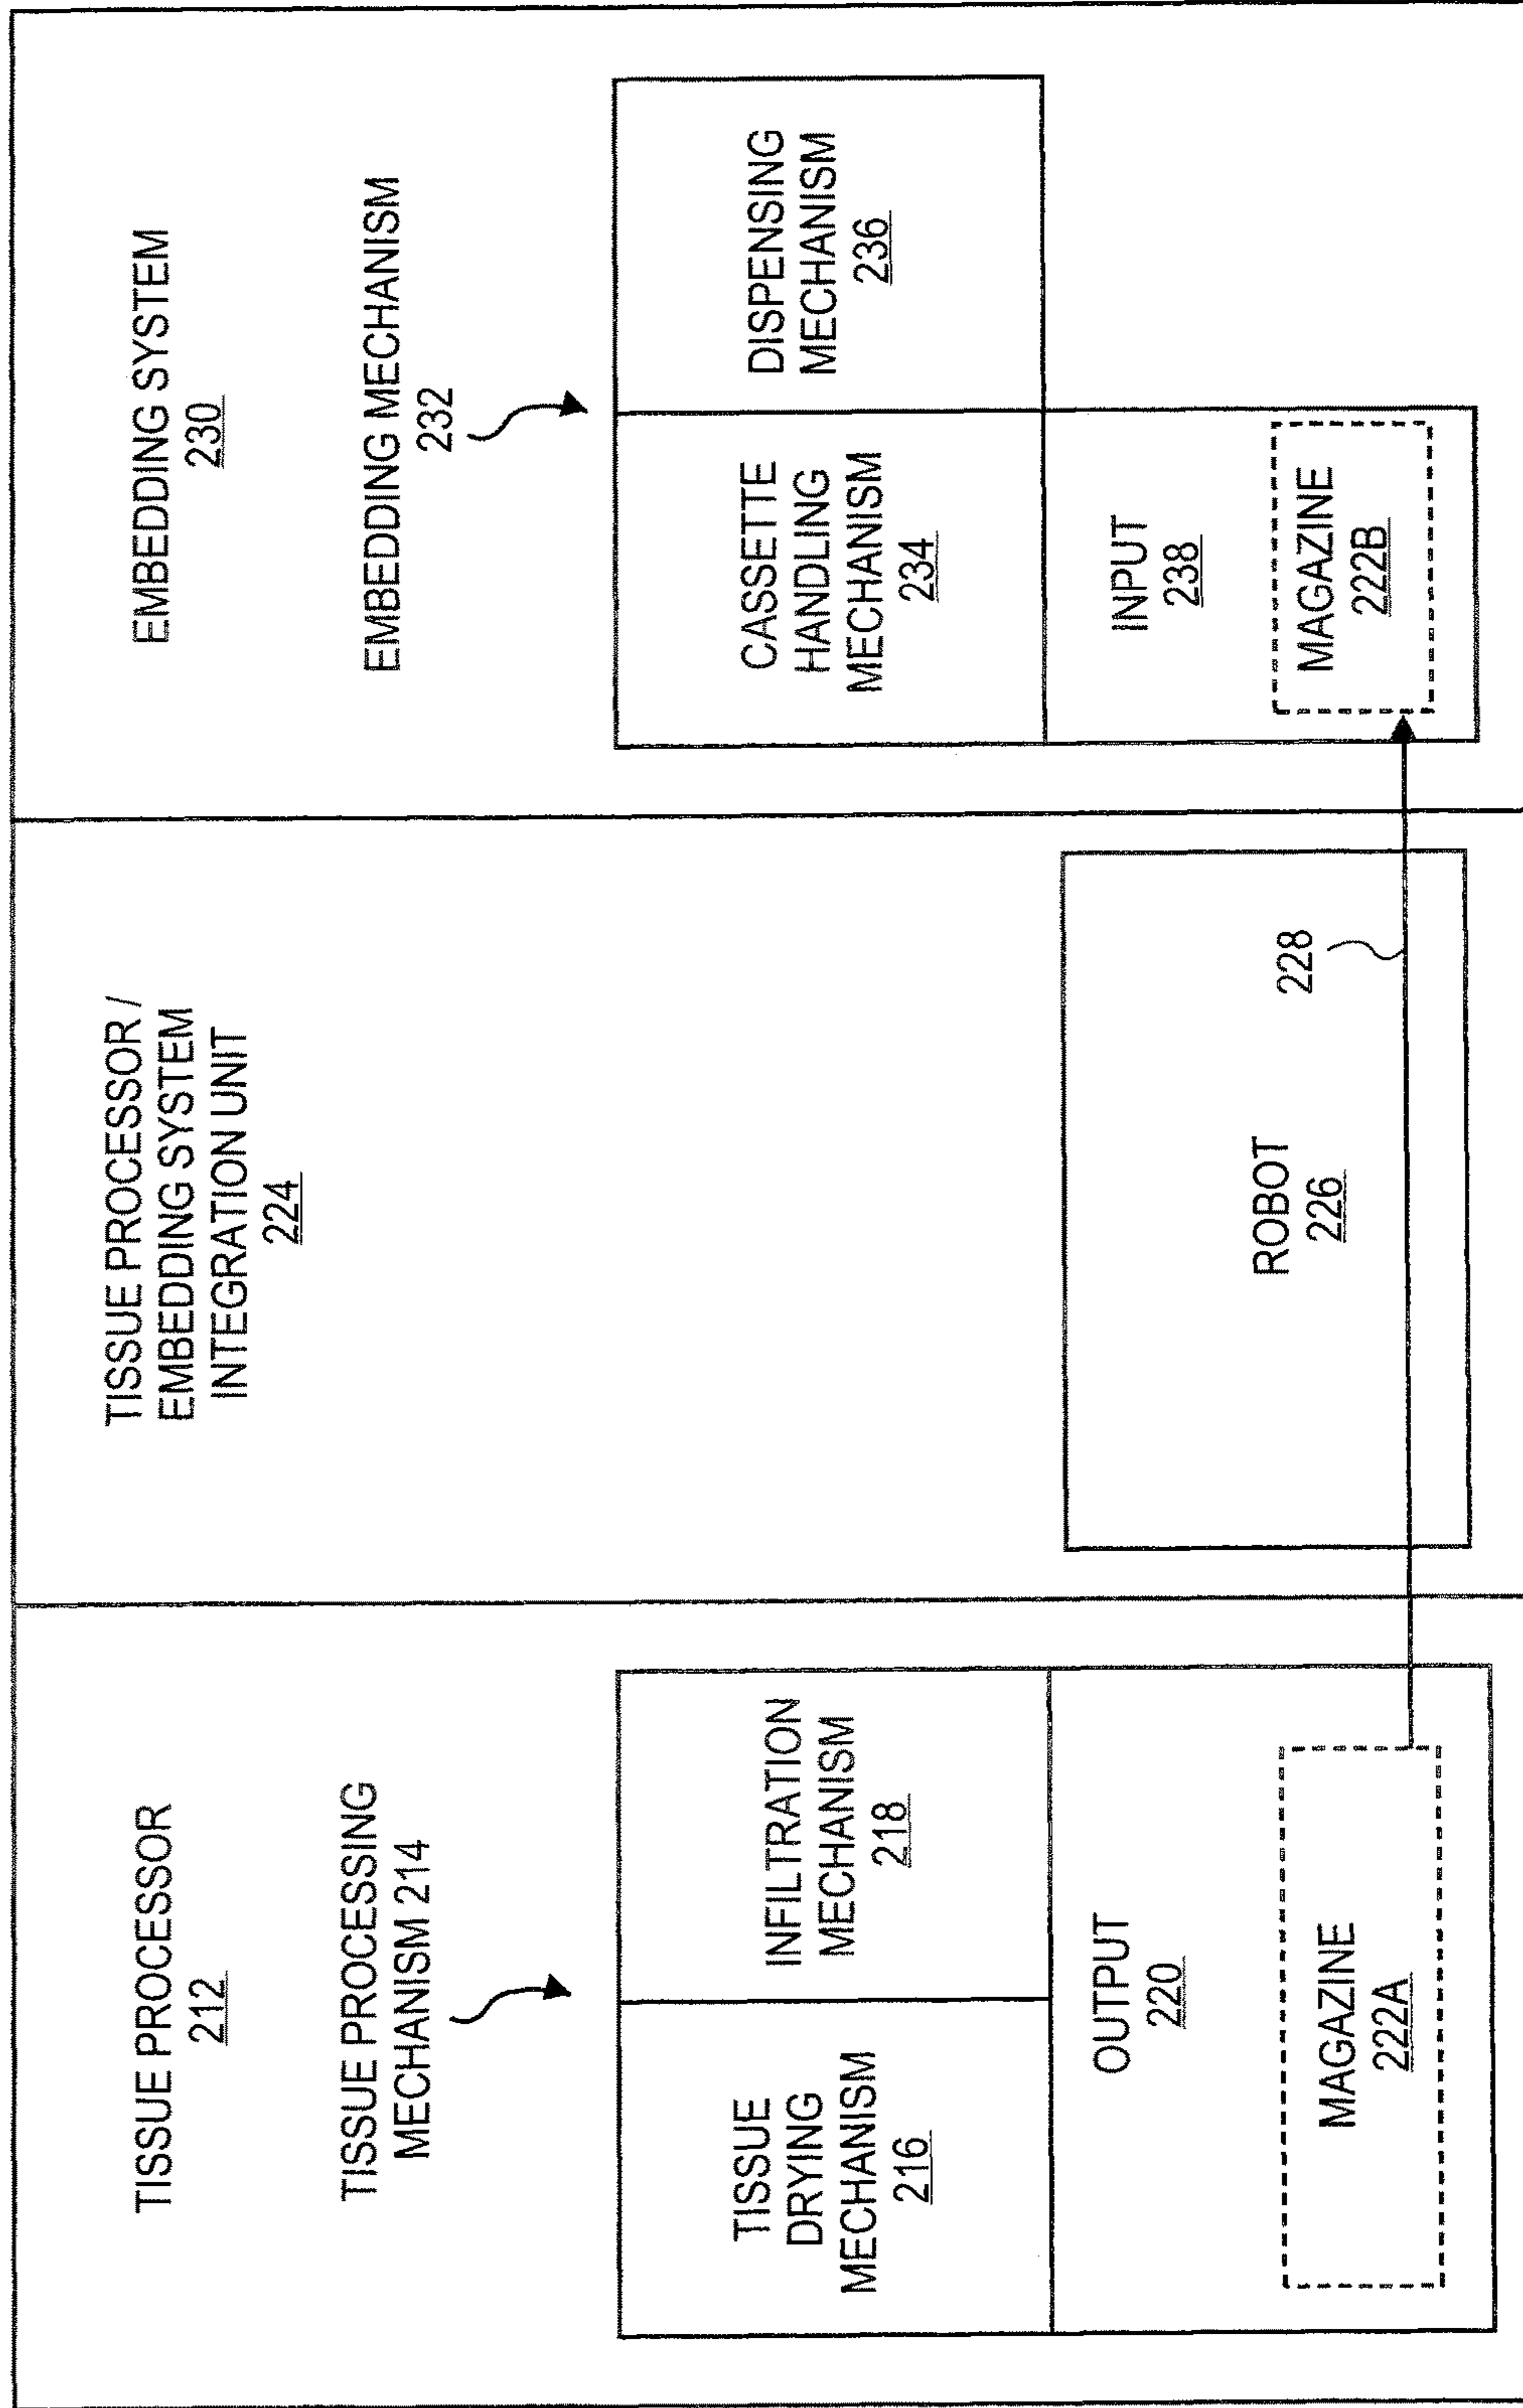 TISSUE PROCESSOR
212
TISSUE PROCESSING
MECHANISM 214
TISSUE
DRYING
MECHANISM
216
INFILTRATION
MECHANISM
218
OUTPUT
220
MAGAZINE
222A
TISSUE PROCESSOR /
EMBEDDING SYSTEM
INTEGRATION UNIT
224
ROBOT
226
228
EMBEDDING SYSTEM
230
EMBEDDING MECHANISM
232
CASSETTE
HANDLING
MECHANISM
234
DISPENSING
MECHANISM
236
INPUT
238
MAGAZINE
222B